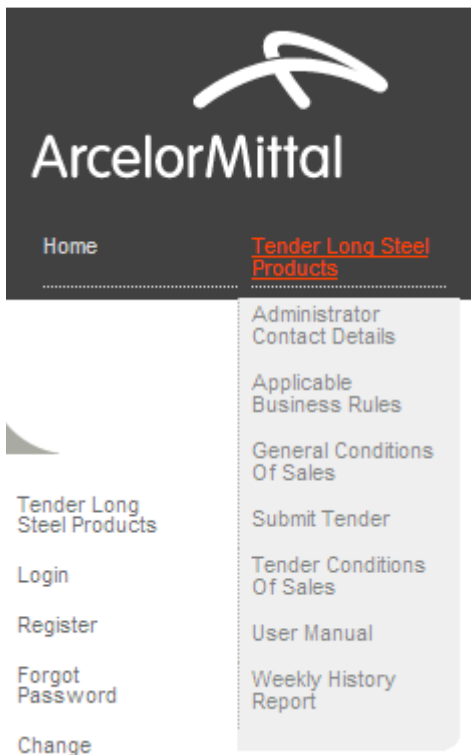 ArcelorMittal
Home
Tender Long Steel
Products
Administrator
Contact Details
Applicable
Business Rules
General Conditions
Of Sales
Submit Tender
Tender Conditions
Of Sales
User Manual
Weekly History
Report
Tender Long
Steel Products
Login
Register
Forgot
Password
Change